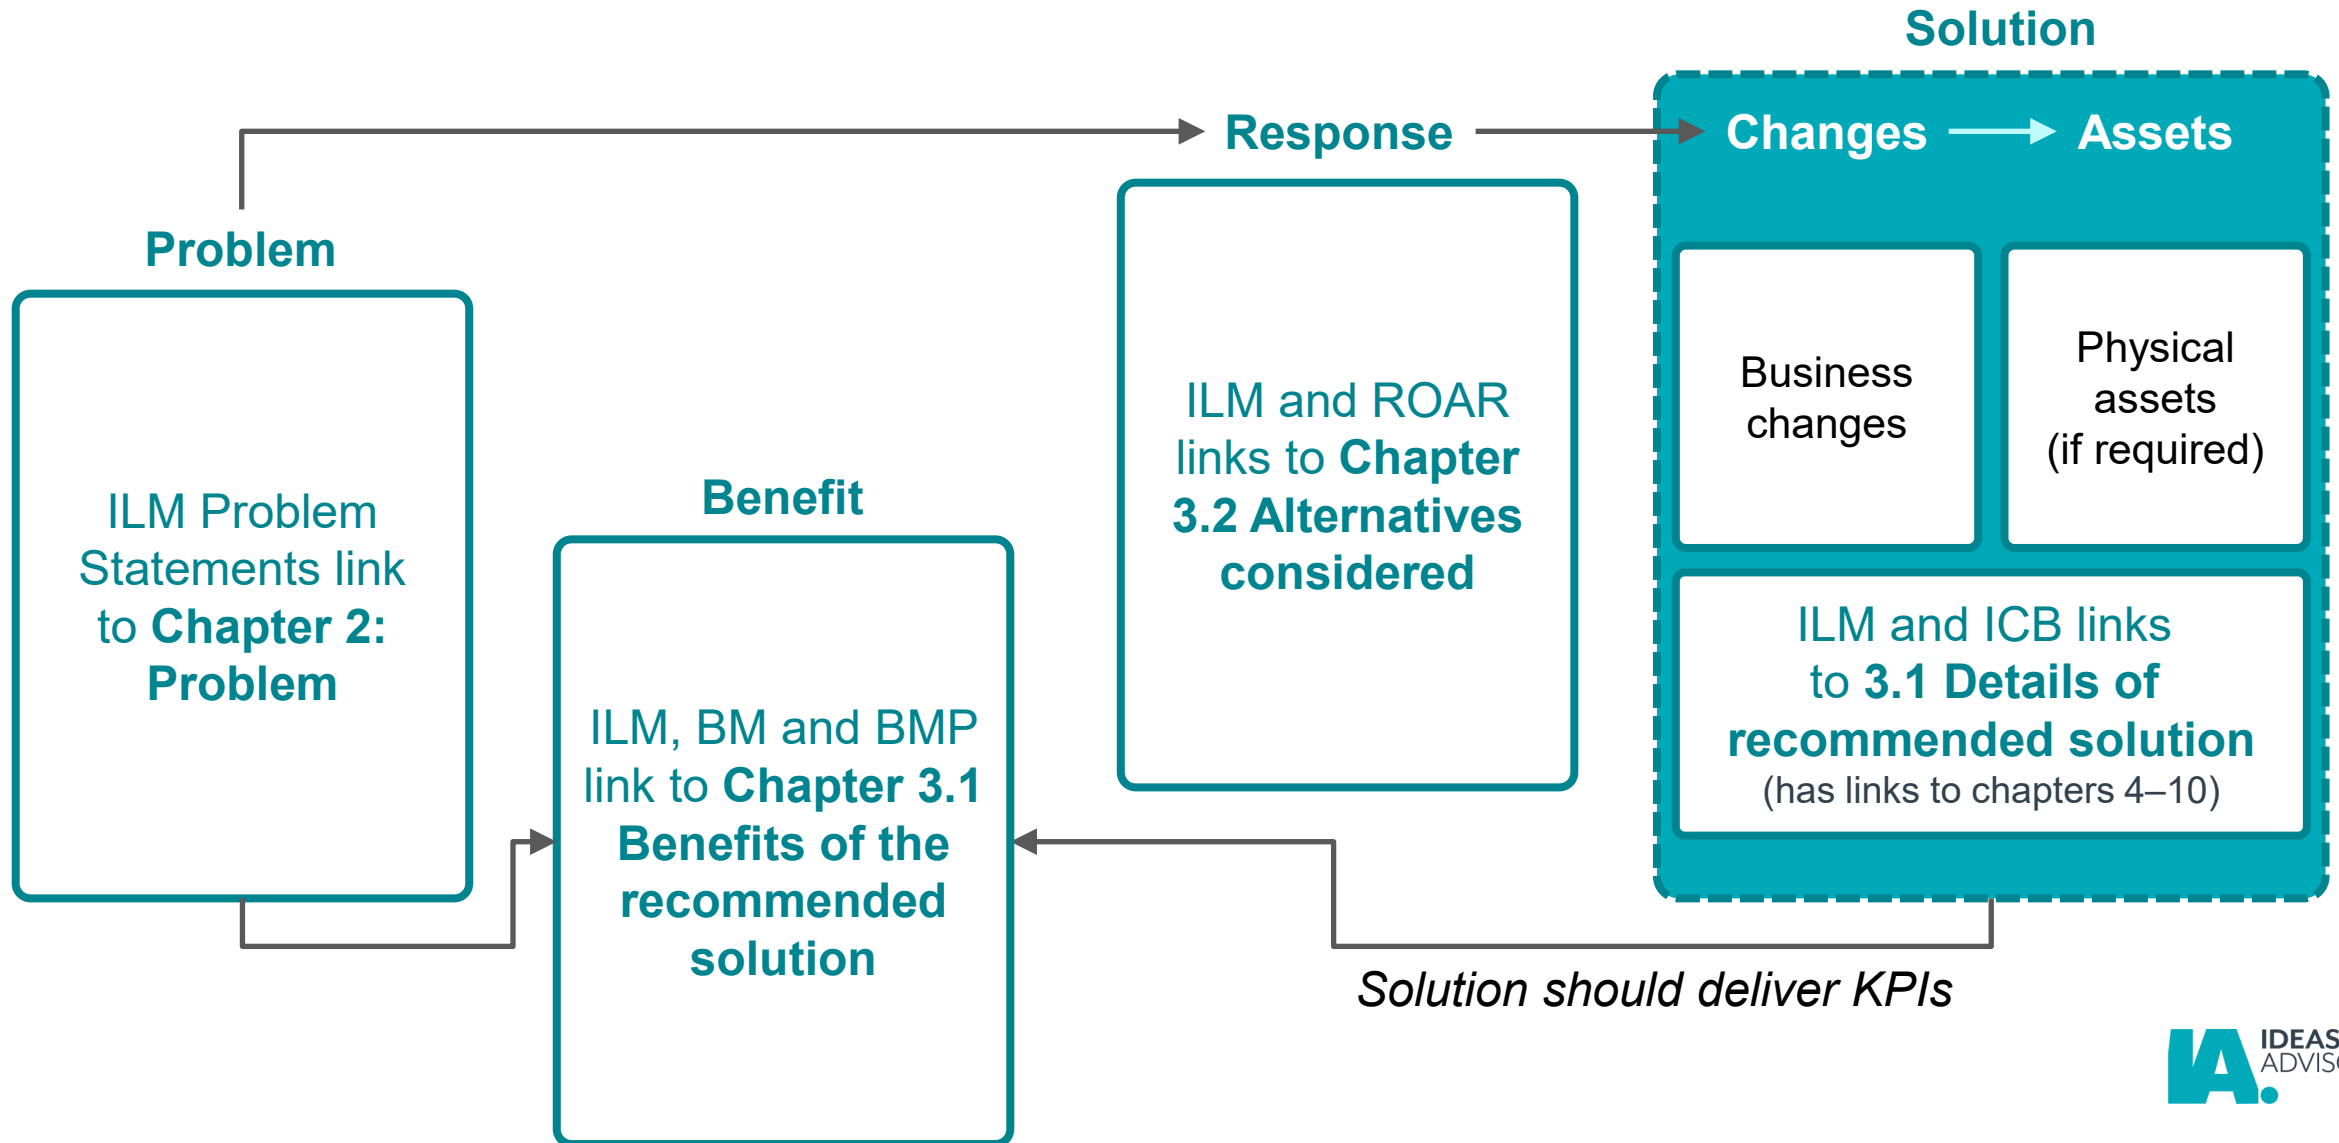 Solution
Response
Changes
Assets
Problem
ILM Problem
Statements link
to Chapter 2:
Problem
Benefit
ILM, BM and BMP
link to Chapter 3.1
Benefits of the
recommended
solution
ILM and ROAR
links to Chapter
3.2 Alternatives
considered
Business
changes
Physical
assets
(if required)
ILM and ICB links
to 3.1 Details of
recommended solution
(has links to chapters 4–10)
Solution should deliver KPIs
IA.
IDEAS